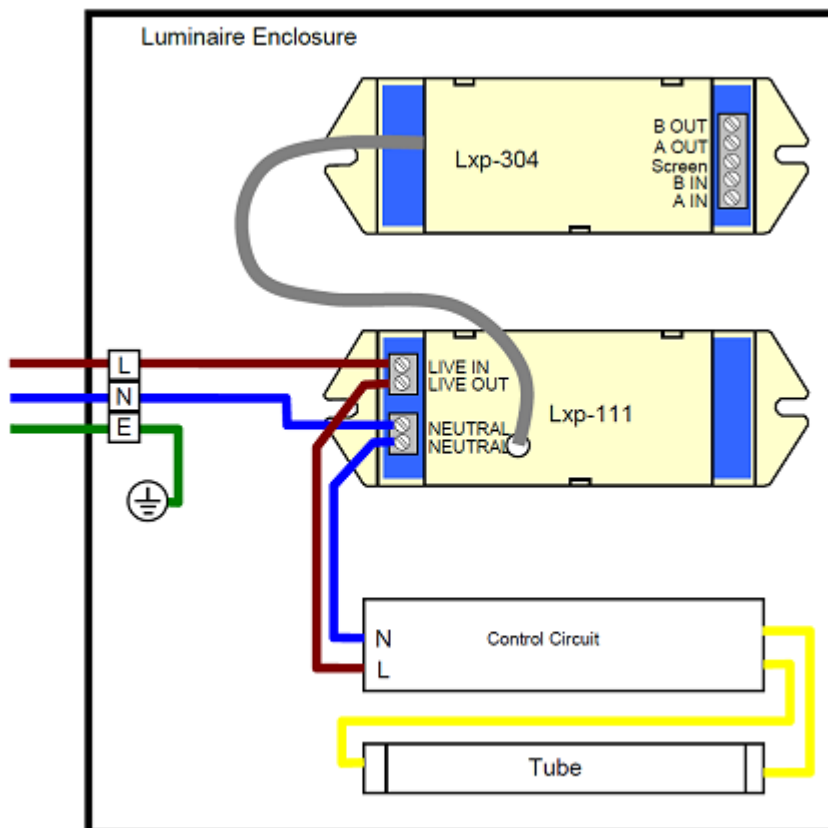 Luminaire Enclosure
Lxp-304
B OUT
A OUT
Screen
B IN
A IN
L
N
E
LIVE IN
LIVE OUT
NEUTRAL
NEUTRAL
Lxp-111
N
L
Control Circuit
Tube